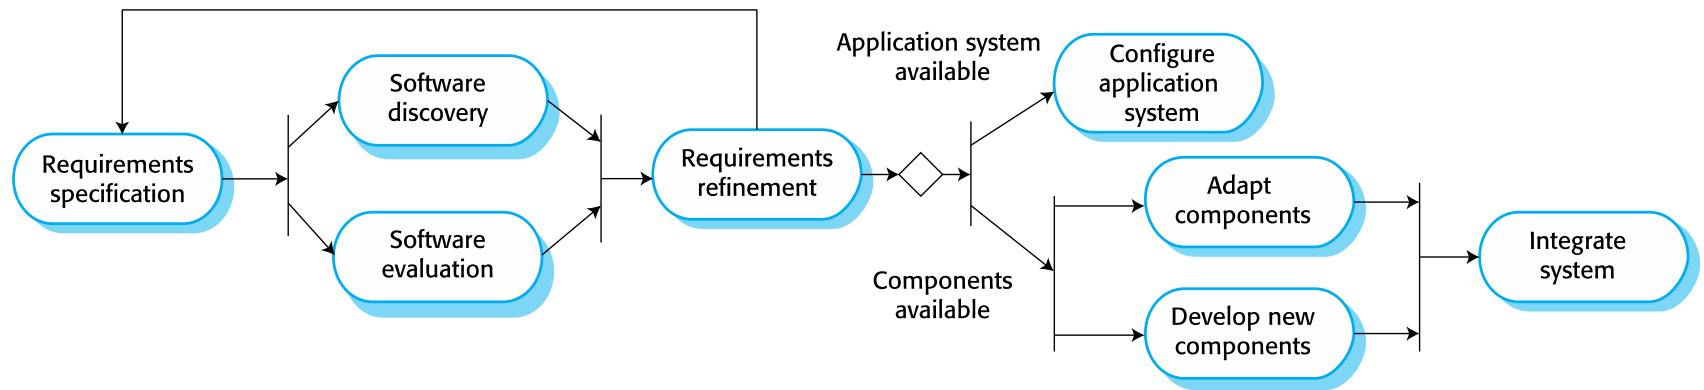 Requirements
specification
Software
discovery
Software
evaluation
Requirements
refinement
Application system
available
Configure
application
system
Components
available
Adapt
components
Develop new
components
Integrate
system